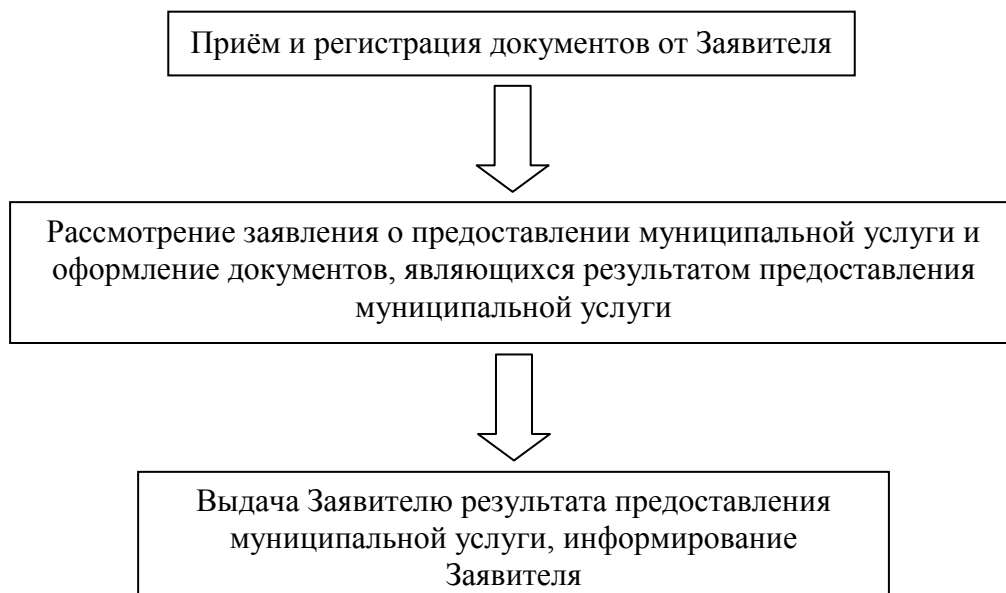 Приём и регистрация документов от Заявителя
Рассмотрение заявления о предоставлении муниципальной услуги и
оформление документов, являющихся результатом предоставления
муниципальной услуги
Выдача Заявителю результата предоставления
муниципальной услуги, информирование
Заявителя